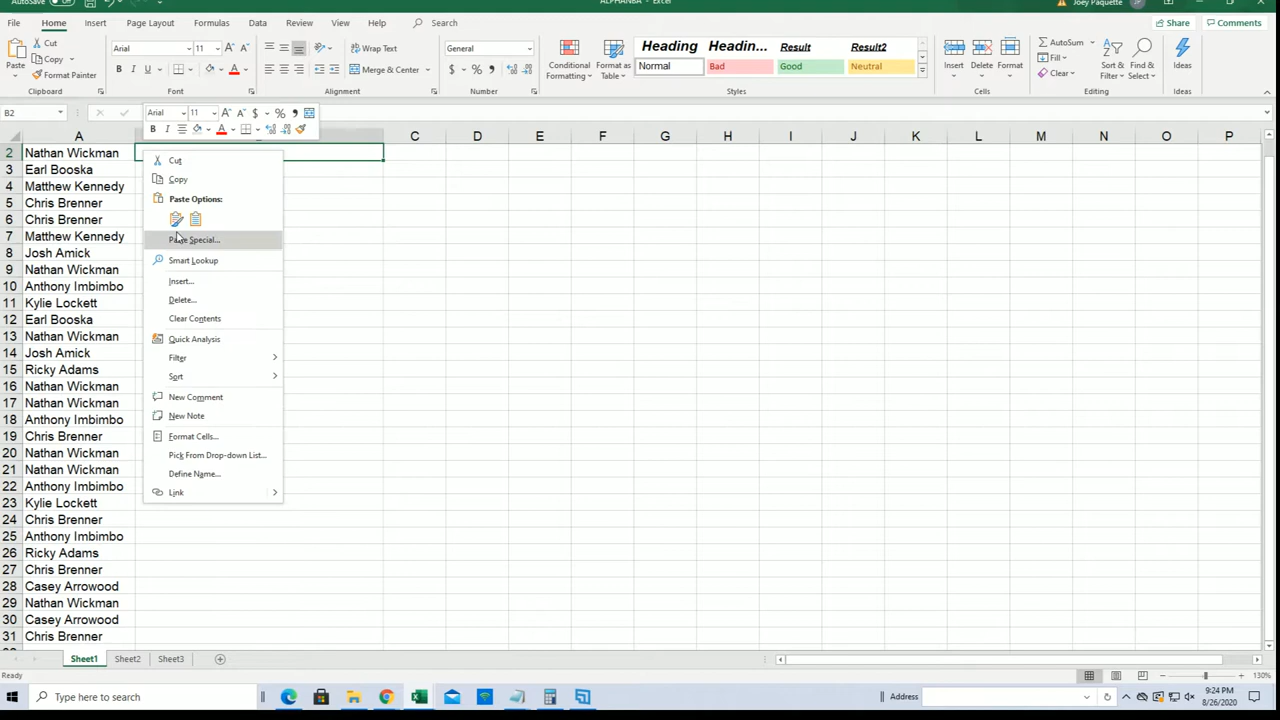 AutoSave
ALPHANBA - Excel
Joey Paquette
JP
File Home Insert Page Layout Formulas Data Review View Help Search
Share Comments
Paste
Cut
Copy
Format Painter
Clipboard
Arial 11
B I U
Font
Wrap Text
Merge & Center
Alignment
General
$ % ,
Number
Conditional Formatting
Format as Table
Heading Headin... Result Result2
Normal Bad Good Neutral
Styles
Insert Delete Format
Cells
AutoSum
Fill
Clear
Sort & Filter
Find & Select
Editing
Ideas
Ideas
B2
Arial 11 $ % ,
B I A
A C D E F G H I J K L M N O P
2 Nathan Wickman
3 Earl Booska
4 Matthew Kennedy
5 Chris Brenner
6 Chris Brenner
7 Matthew Kennedy
8 Josh Amick
9 Nathan Wickman
10 Anthony Imbimbo
11 Kylie Lockett
12 Earl Booska
13 Nathan Wickman
14 Josh Amick
15 Ricky Adams
16 Nathan Wickman
17 Nathan Wickman
18 Anthony Imbimbo
19 Chris Brenner
20 Nathan Wickman
21 Nathan Wickman
22 Anthony Imbimbo
23 Kylie Lockett
24 Chris Brenner
25 Anthony Imbimbo
26 Ricky Adams
27 Chris Brenner
28 Casey Arrowood
29 Nathan Wickman
30 Casey Arrowood
31 Chris Brenner
Cut
Copy
Paste Options:
Paste Special...
Smart Lookup
Insert...
Delete...
Clear Contents
Quick Analysis
Filter
Sort
New Comment
New Note
Format Cells...
Pick From Drop-down List...
Define Name...
Link
Sheet1 Sheet2 Sheet3
Ready
130%
Type here to search
Address
9:24 PM
8/26/2020